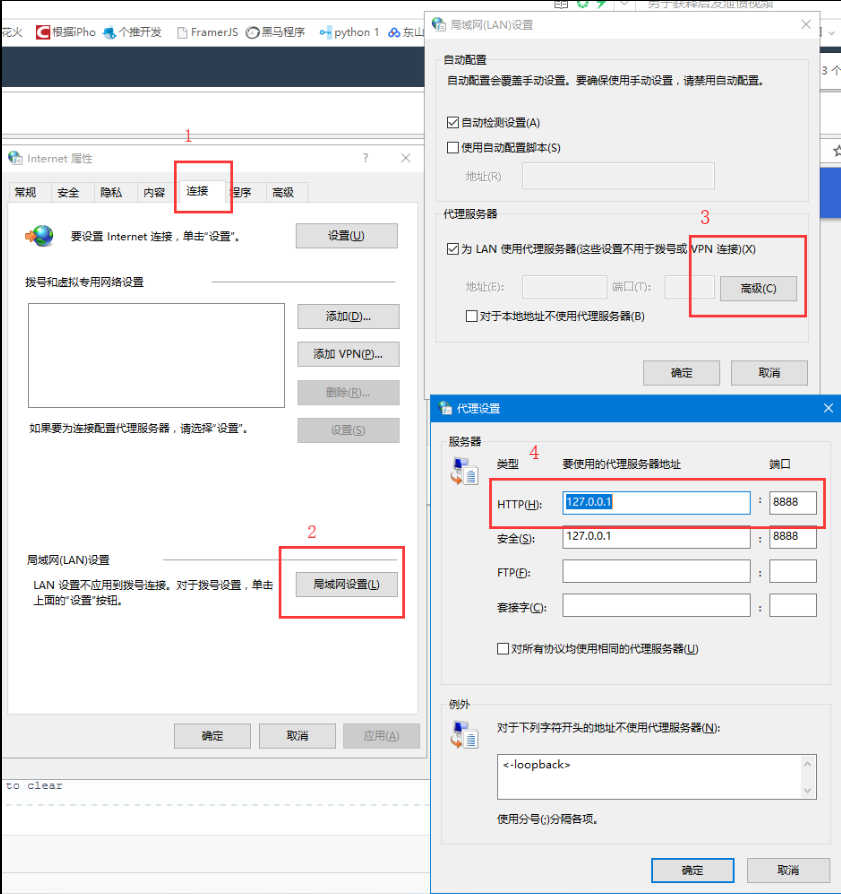 男子获释后发泄愤视频
花火 根据iPho 个推开发 FramerJS 黑马程序 python 1 东山
3 个
1
Internet 属性 ?
常规 安全 隐私 内容 连接 程序 高级
要设置 Internet 连接，单击“设置”。 设置(U)
拨号和虚拟专用网络设置
添加(D)...
添加 VPN(P)...
删除(R)...
如果要为连接配置代理服务器，请选择“设置”。 设置(S)
2
局域网(LAN)设置
LAN 设置不应用到拨号连接。对于拨号设置，单击
上面的“设置”按钮。
局域网设置(L)
确定 取消 应用(A)
to clear
局域网(LAN)设置
自动配置
自动配置会覆盖手动设置。要确保使用手动设置，请禁用自动配置。
自动检测设置(A)
使用自动配置脚本(S)
地址(R)
代理服务器
3
为 LAN 使用代理服务器(这些设置不用于拨号或 VPN 连接)(X)
地址(E): 端口(T): 高级(C)
对于本地地址不使用代理服务器(B)
确定 取消
代理设置
服务器
4
类型 要使用的代理服务器地址 端口
HTTP(H): 127.0.0.1 : 8888
安全(S): 127.0.0.1 : 8888
FTP(F): :
套接字(C): :
对所有协议均使用相同的代理服务器(U)
例外
对于下列字符开头的地址不使用代理服务器(N):
<-loopback>
使用分号(;)分隔各项。
确定 取消